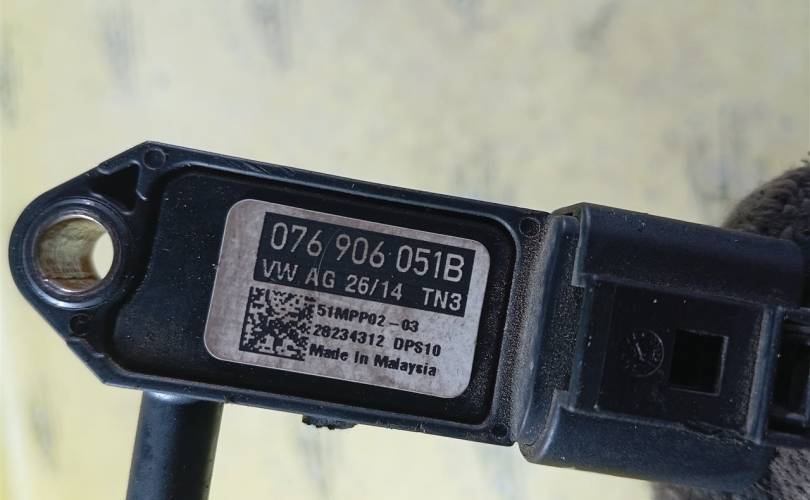 076 906 051B
VW AG 26/14 TN3
51MPP02-03
28234312 DPS10
Made in Malaysia